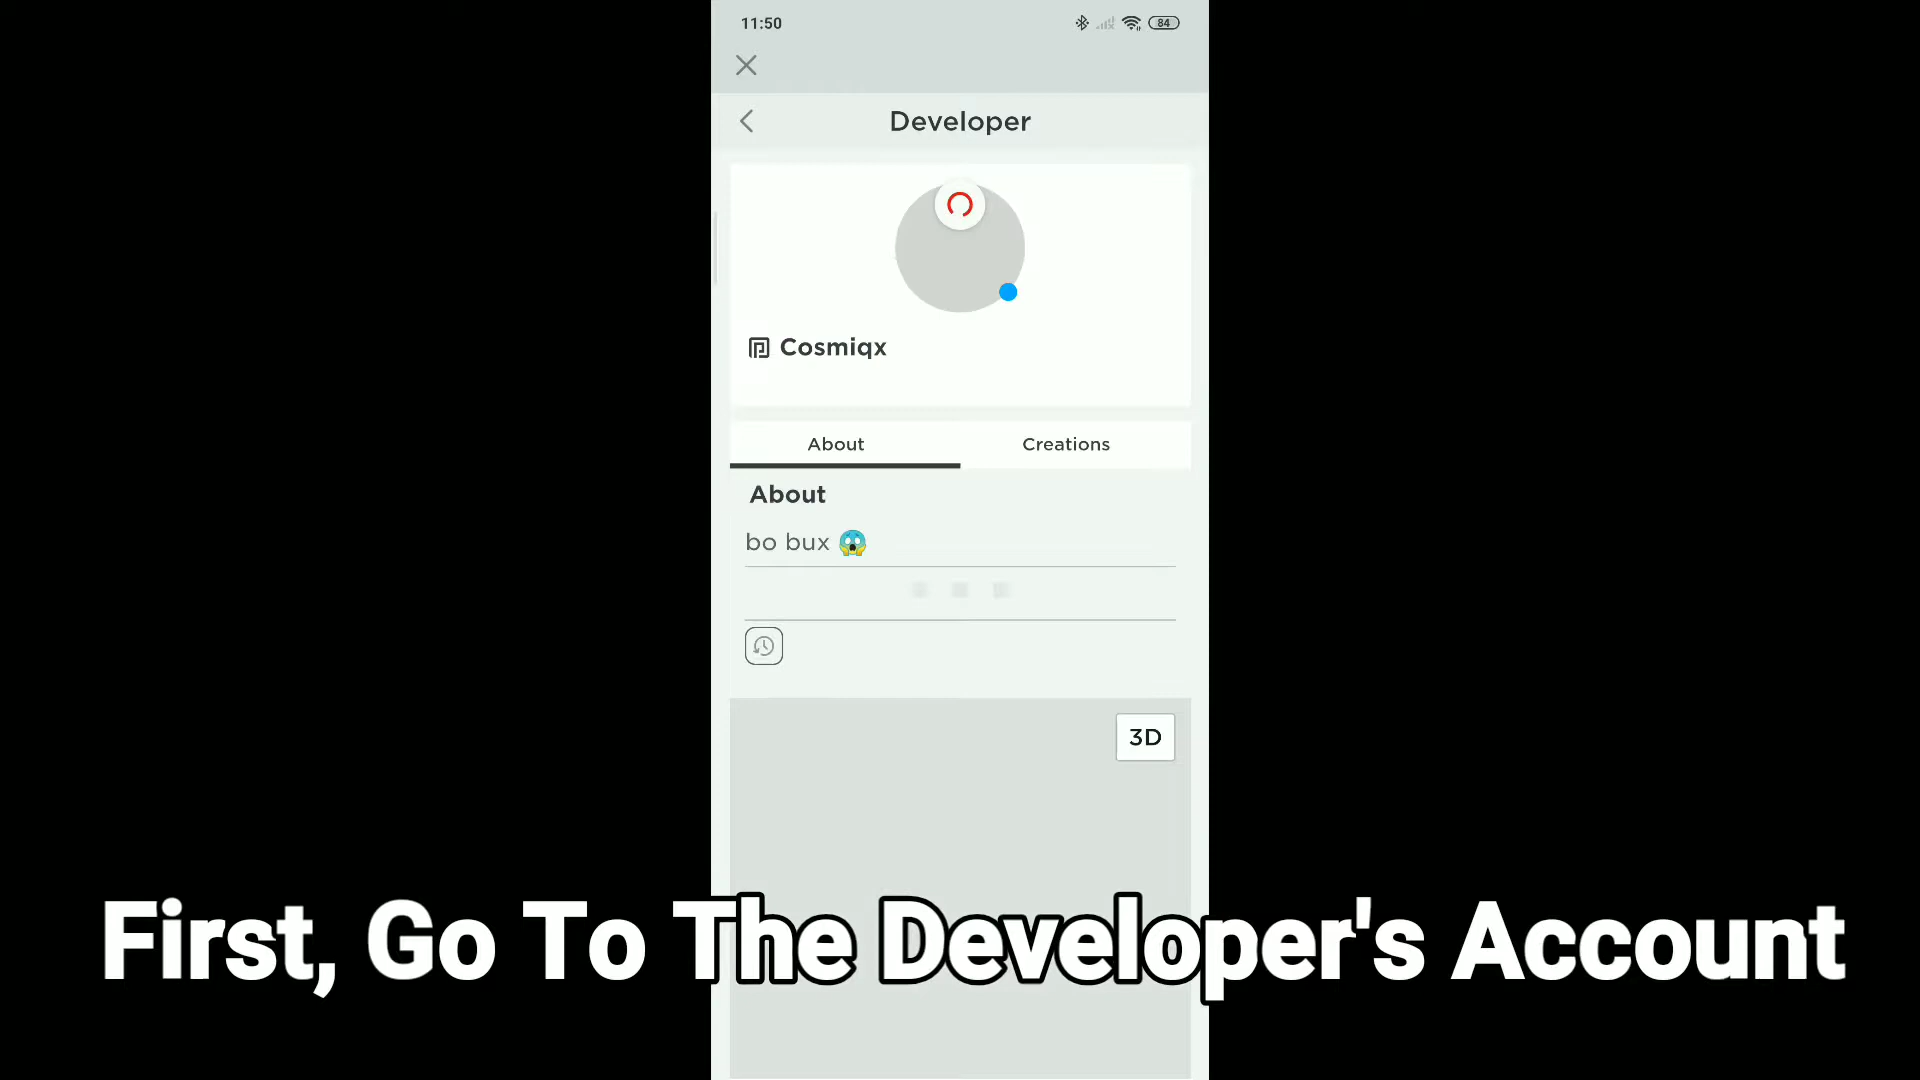 11:50
84
Developer
Cosmiqx
About
Creations
About
bo bux 😱
3D
First, Go To The Developer's Account